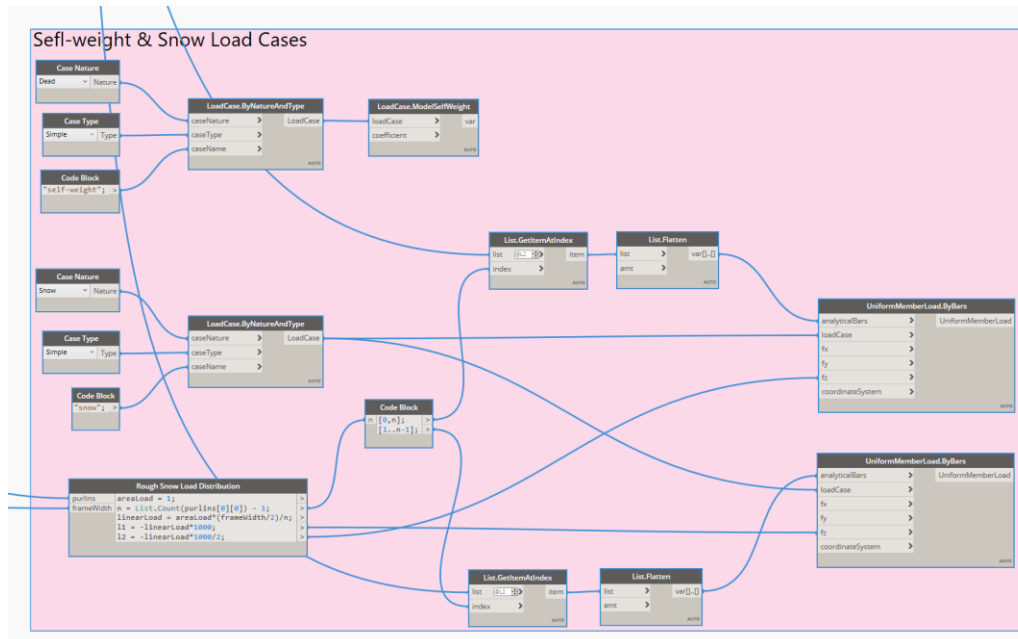 Sefl-weight & Snow Load Cases
Case Nature
Dead Nature
Case Type
Simple Type
Code Block
"self-weight"; >
LoadCase.ByNatureAndType
caseNature > LoadCase
caseType >
caseName >
AUTO
LoadCase.ModelSelfWeight
loadCase > var
coefficient >
AUTO
List.GetItemAtIndex
list @L2 > item
index >
AUTO
List.Flatten
list > var[]..[]
amt >
AUTO
Case Nature
Snow Nature
Case Type
Simple Type
Code Block
"snow"; >
LoadCase.ByNatureAndType
caseNature > LoadCase
caseType >
caseName >
AUTO
Code Block
n [0,n]; >
[1..n-1]; >
UniformMemberLoad.ByBars
analyticalBars > UniformMemberLoad
loadCase >
fx >
fy >
fz >
coordinateSystem >
AUTO
Rough Snow Load Distribution
purlins areaLoad = 1; >
frameWidth n = List.Count(purlins[0][0]) - 1; >
linearLoad = areaLoad*(frameWidth/2)/n; >
l1 = -linearLoad*1000; >
l2 = -linearLoad*1000/2; >
UniformMemberLoad.ByBars
analyticalBars > UniformMemberLoad
loadCase >
fx >
fy >
fz >
coordinateSystem >
AUTO
List.GetItemAtIndex
list @L2 > item
index >
AUTO
List.Flatten
list > var[]..[]
amt >
AUTO